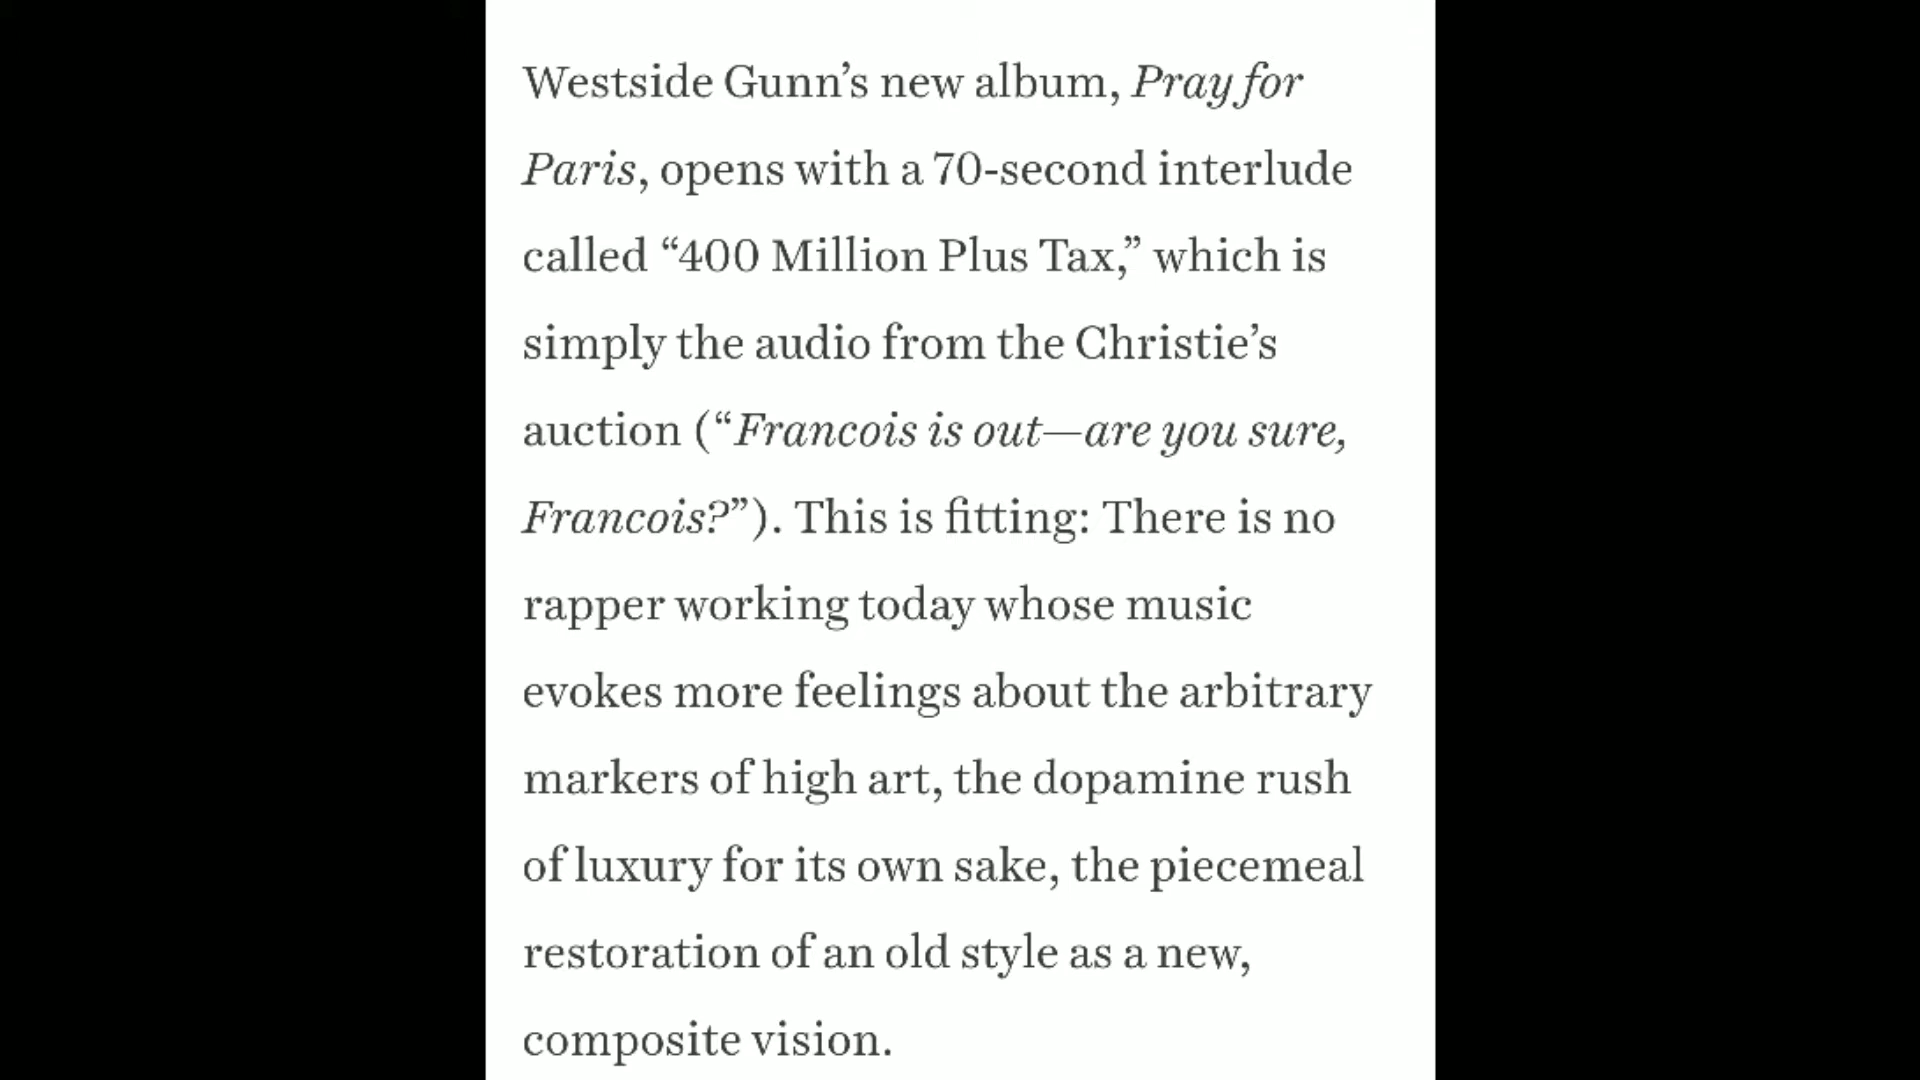 Westside Gunn’s new album, Pray for
Paris, opens with a 70-second interlude
called “400 Million Plus Tax,” which is
simply the audio from the Christie’s
auction (“Francois is out—are you sure,
Francois?”). This is fitting: There is no
rapper working today whose music
evokes more feelings about the arbitrary
markers of high art, the dopamine rush
of luxury for its own sake, the piecemeal
restoration of an old style as a new,
composite vision.